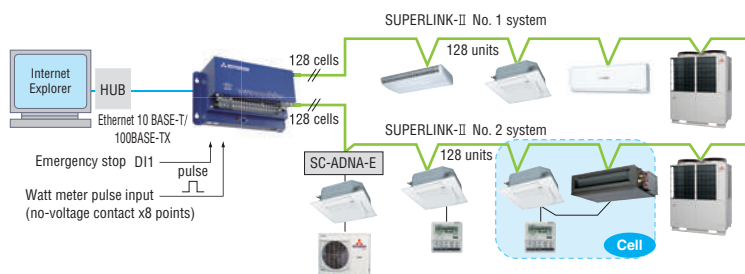 SUPERLINK-II No. 1 system
128 cells
128 units
Internet
Explorer
HUB
Ethernet 10 BASE-T/
100BASE-TX
128 cells
SUPERLINK-II No. 2 system
Emergency stop DI1
pulse
SC-ADNA-E
128 units
Watt meter pulse input
(no-voltage contact x8 points)
Cell